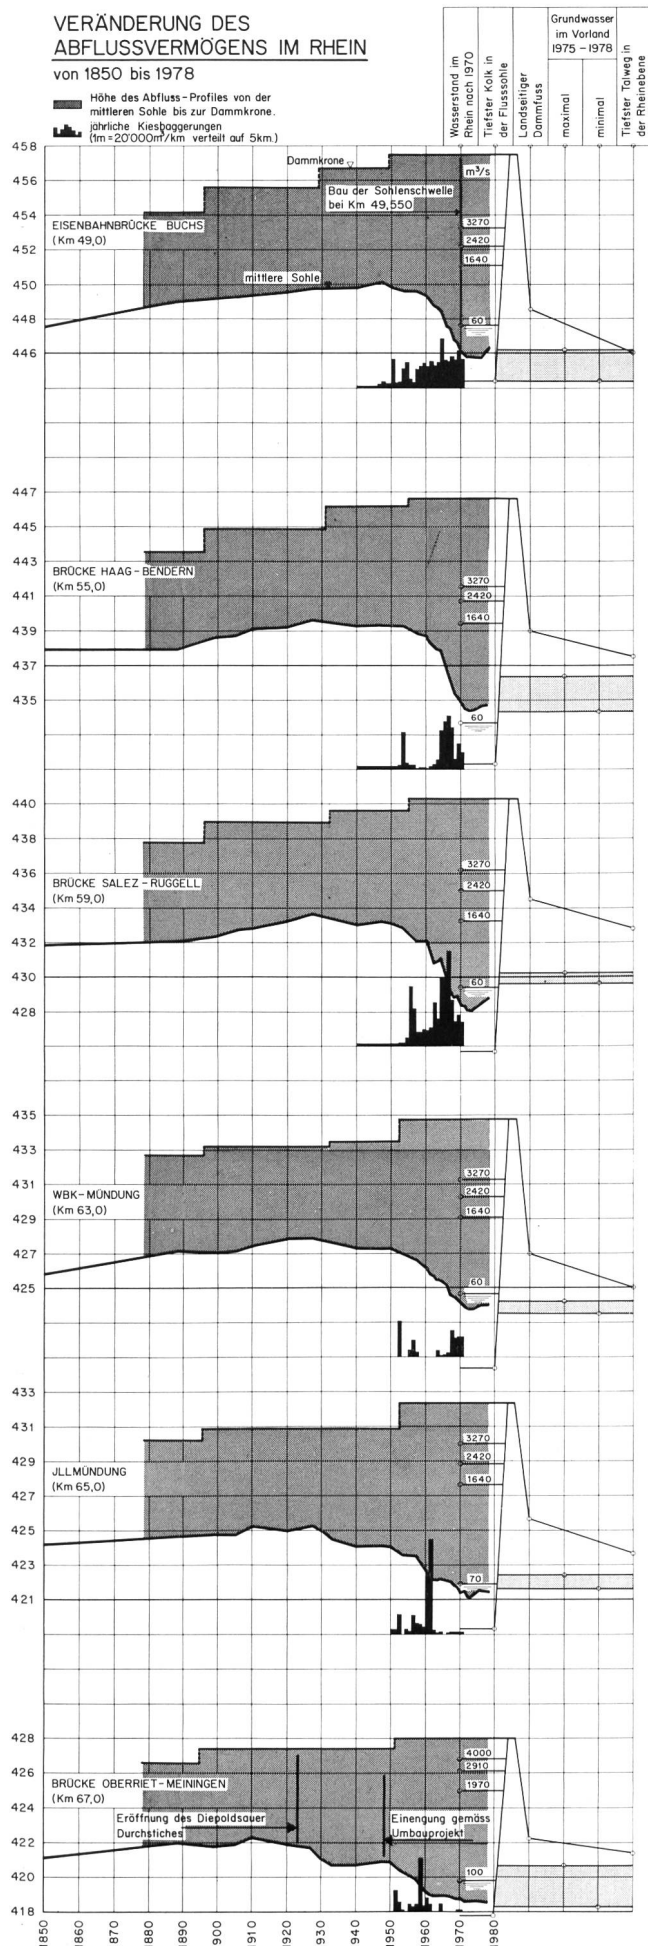 VERÄNDERUNG DES
ABFLUSSVERMÖGENS IM RHEIN
von 1850 bis 1978
Höhe des Abfluss-Profiles von der
mittleren Sohle bis zur Dammkrone.
jährliche Kiesbaggerungen
(1m=20'000m³/km verteilt auf 5km.)
Wasserstand im
Rhein nach 1970
Tiefster Kolk in
der Flussohle
Landseitiger
Dammfuss
Grundwasser
im Vorland
1975-1978
maximal
minimal
Tiefster Talweg in
der Rheinebene
458
456
454
452
450
448
446
Dammkrone
m³/s
Bau der Sohlenschwelle
bei Km 49,550
EISENBAHNBRÜCKE BUCHS
(Km 49,0)
mittlere Sohle
3270
2420
1640
60
447
445
443
441
439
437
435
BRÜCKE HAAG-BENDERN
(Km 55,0)
3270
2420
1640
60
440
438
436
434
432
430
428
BRÜCKE SALEZ-RUGGELL
(Km 59,0)
3270
2420
1640
60
435
433
431
429
427
425
WBK-MÜNDUNG
(Km 63,0)
3270
2420
1640
60
433
431
429
427
425
423
421
JLLMÜNDUNG
(Km 65,0)
3270
2420
1640
70
428
426
424
422
420
418
BRÜCKE OBERRIET-MEININGEN
(Km 67,0)
4000
2910
1970
100
Eröffnung des Diepoldsauer
Durchstiches
Einengung gemäss
Umbauprojekt
1850
1860
1870
1880
1890
1900
1910
1920
1930
1940
1950
1960
1970
1980